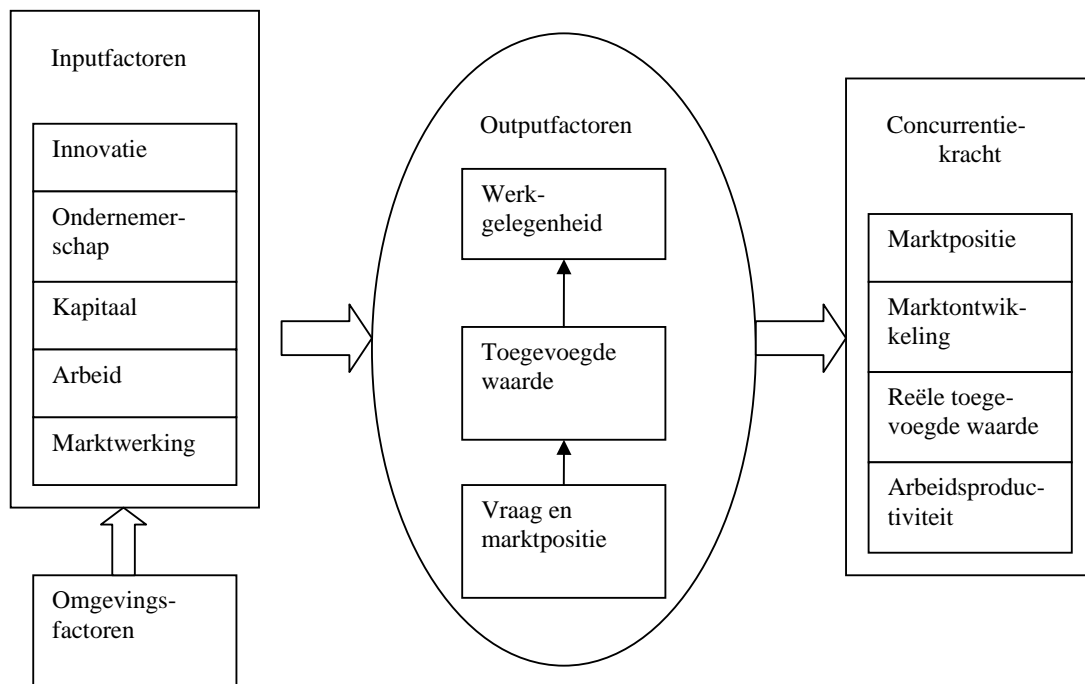 Inputfactoren
Innovatie
Ondernemer-
schap
Kapitaal
Arbeid
Marktwerking
Omgevings-
factoren
Outputfactoren
Werk-
gelegenheid
Toegevoegde
waarde
Vraag en
marktpositie
Concurrentie-
kracht
Marktpositie
Marktontwik-
keling
Reële toege-
voegde waarde
Arbeidsproduc-
tiviteit